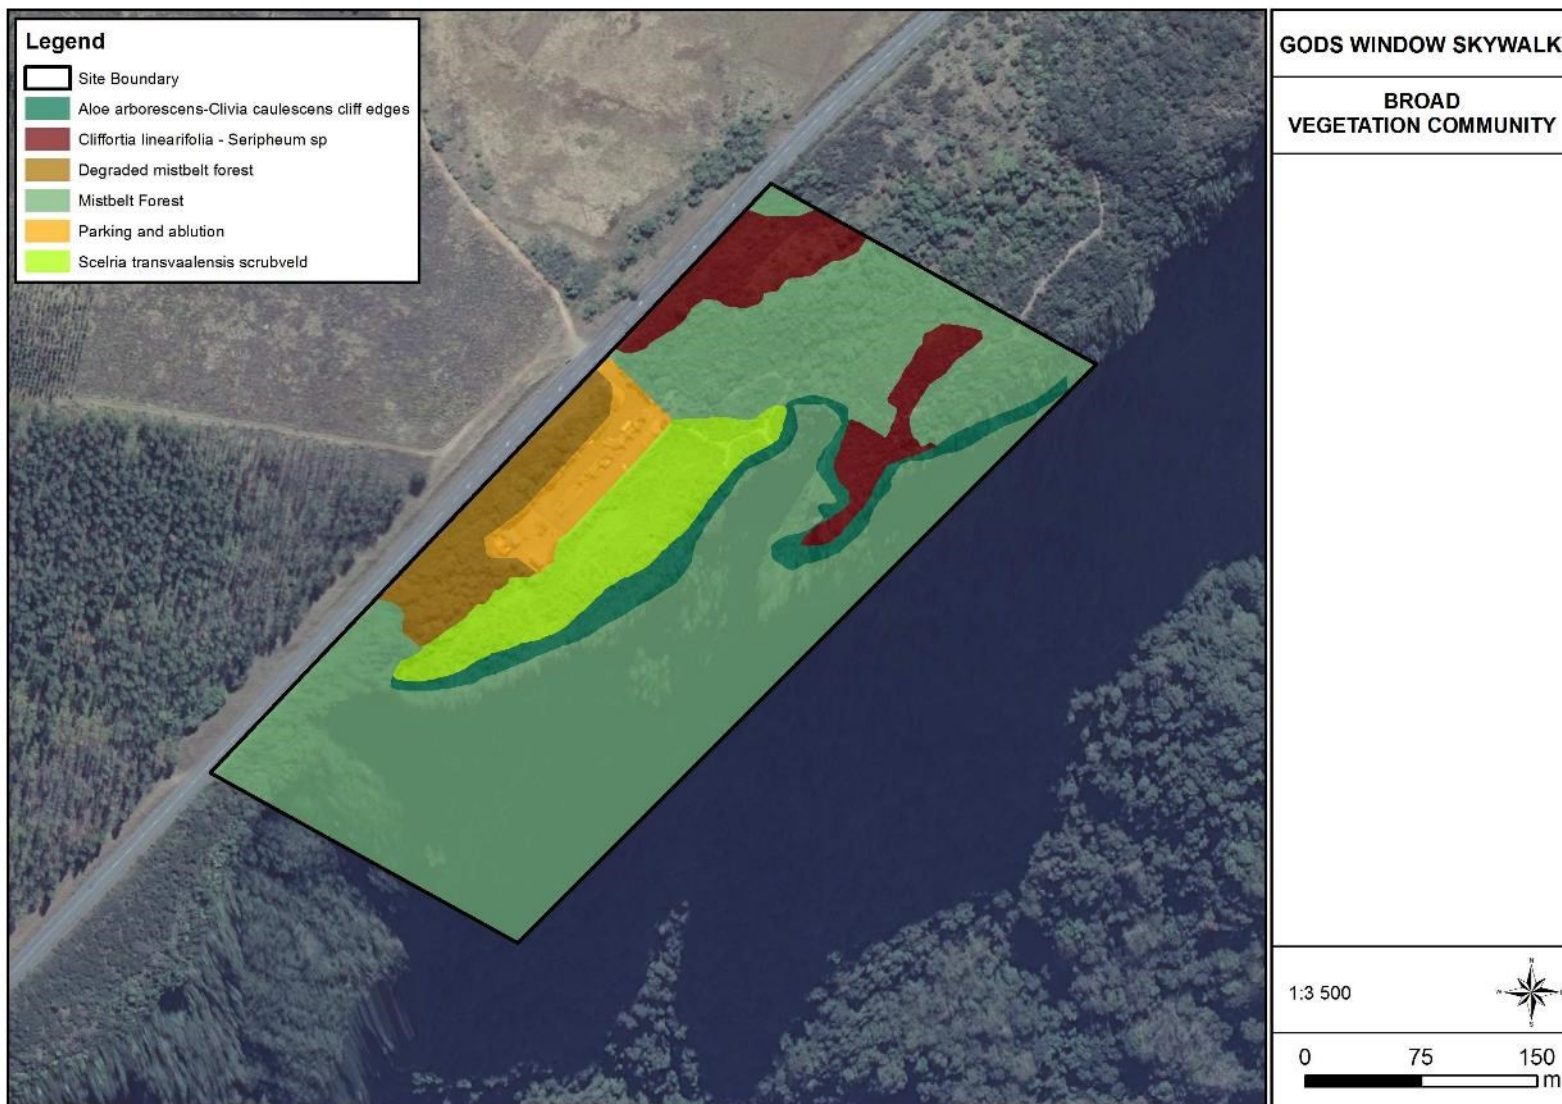 Legend
Site Boundary
Aloe arborescens-Clivia caulescens cliff edges
Cliffortia linearifolia - Seripheum sp
Degraded mistbelt forest
Mistbelt Forest
Parking and ablution
Scelria transvaalensis scrubveld
GODS WINDOW SKYWALK
BROAD
VEGETATION COMMUNITY
1:3 500
N
W
S
0 75 150
m